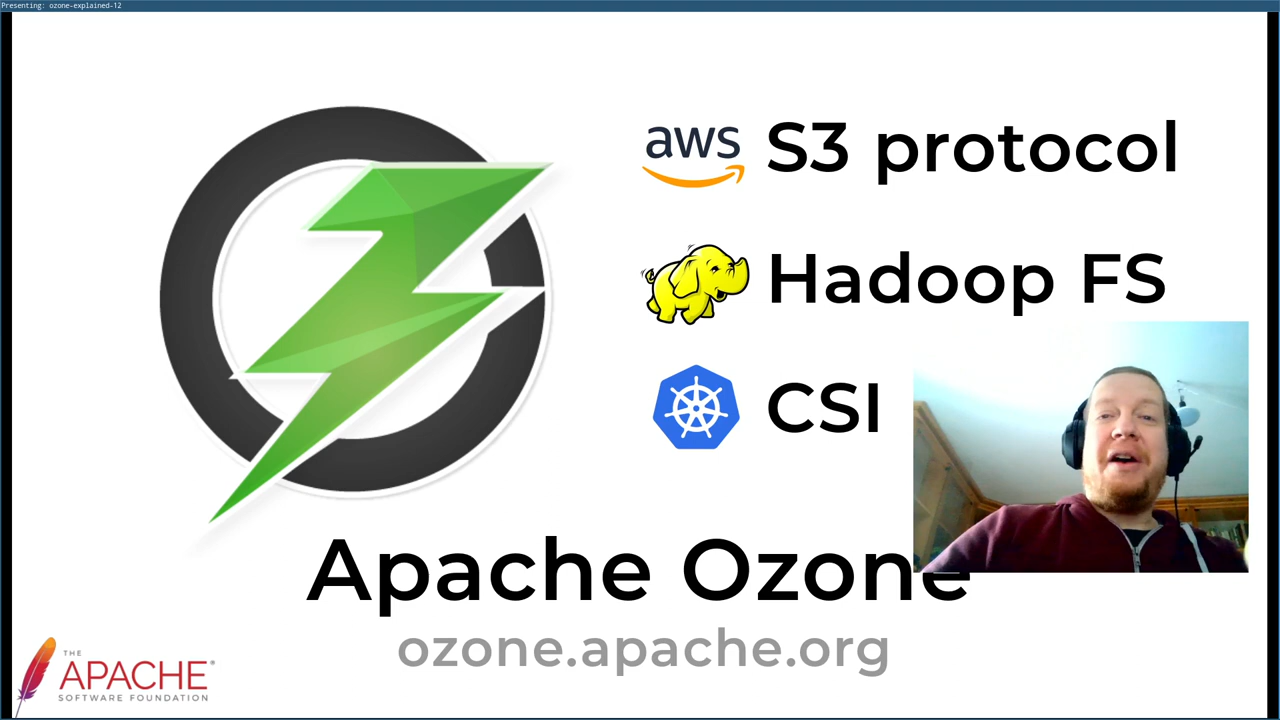 Presenting: ozone-explained-12
aws S3 protocol
Hadoop FS
CSI
Apache Ozone
ozone.apache.org
THE
APACHE®
SOFTWARE FOUNDATION